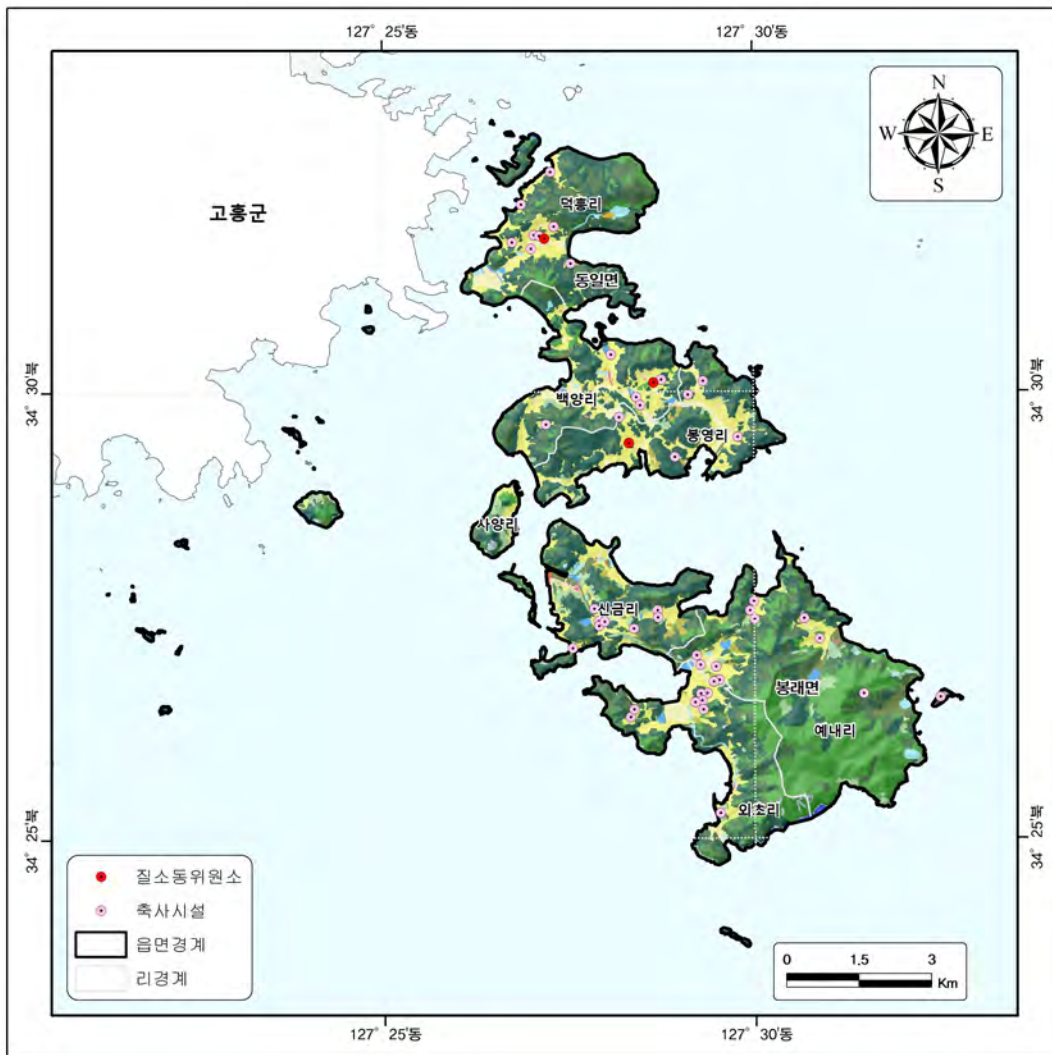 127° 25'동
127° 30'동
N
W
E
S
고흥군
덕흥리
동일면
34° 30'북
34° 30'북
백양리
봉영리
사양리
신금리
봉래면
예내리
외초리
34° 25'북
34° 25'북
질소동위원소
축사시설
읍면경계
리경계
0
1.5
3
Km
127° 25'동
127° 30'동